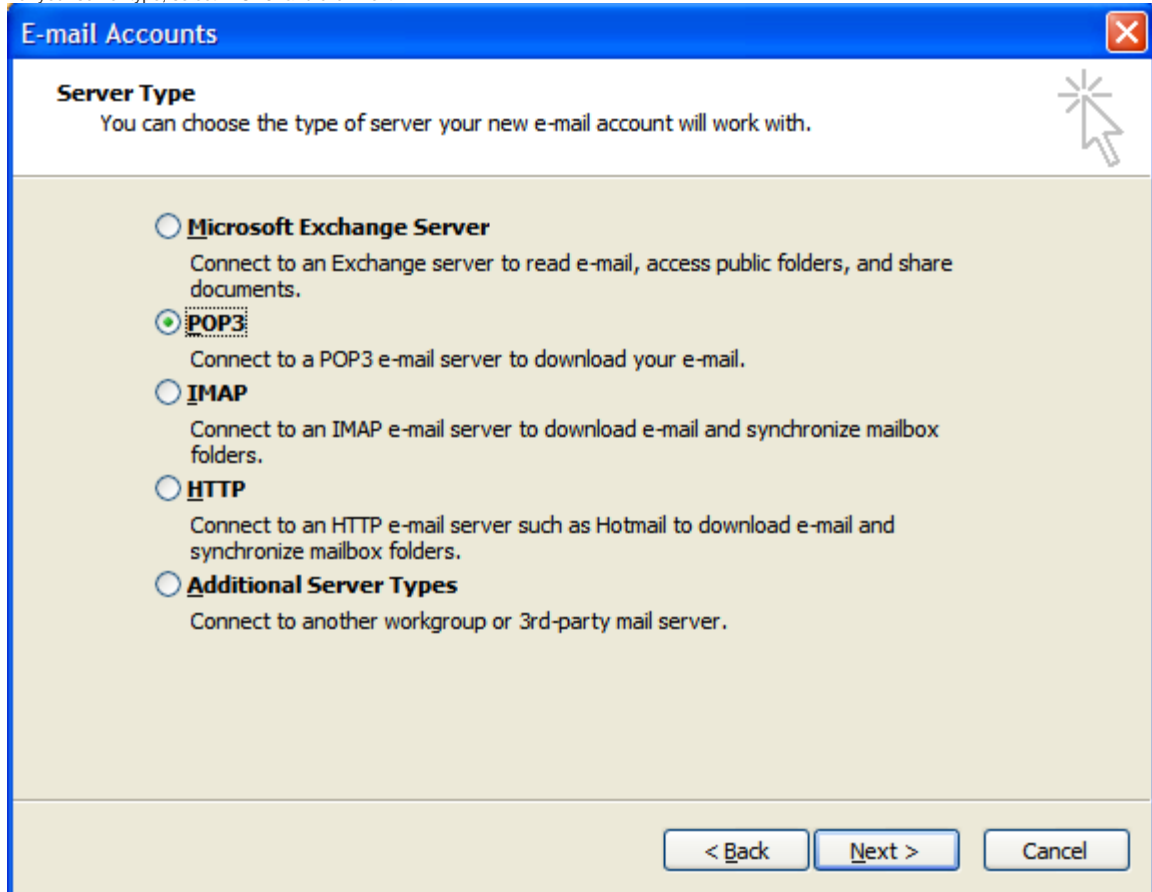 E-mail Accounts
Server Type
You can choose the type of server your new e-mail account will work with.
Microsoft Exchange Server
Connect to an Exchange server to read e-mail, access public folders, and share
documents.
POP3
Connect to a POP3 e-mail server to download your e-mail.
IMAP
Connect to an IMAP e-mail server to download e-mail and synchronize mailbox
folders.
HTTP
Connect to an HTTP e-mail server such as Hotmail to download e-mail and
synchronize mailbox folders.
Additional Server Types
Connect to another workgroup or 3rd-party mail server.
< Back Next > Cancel